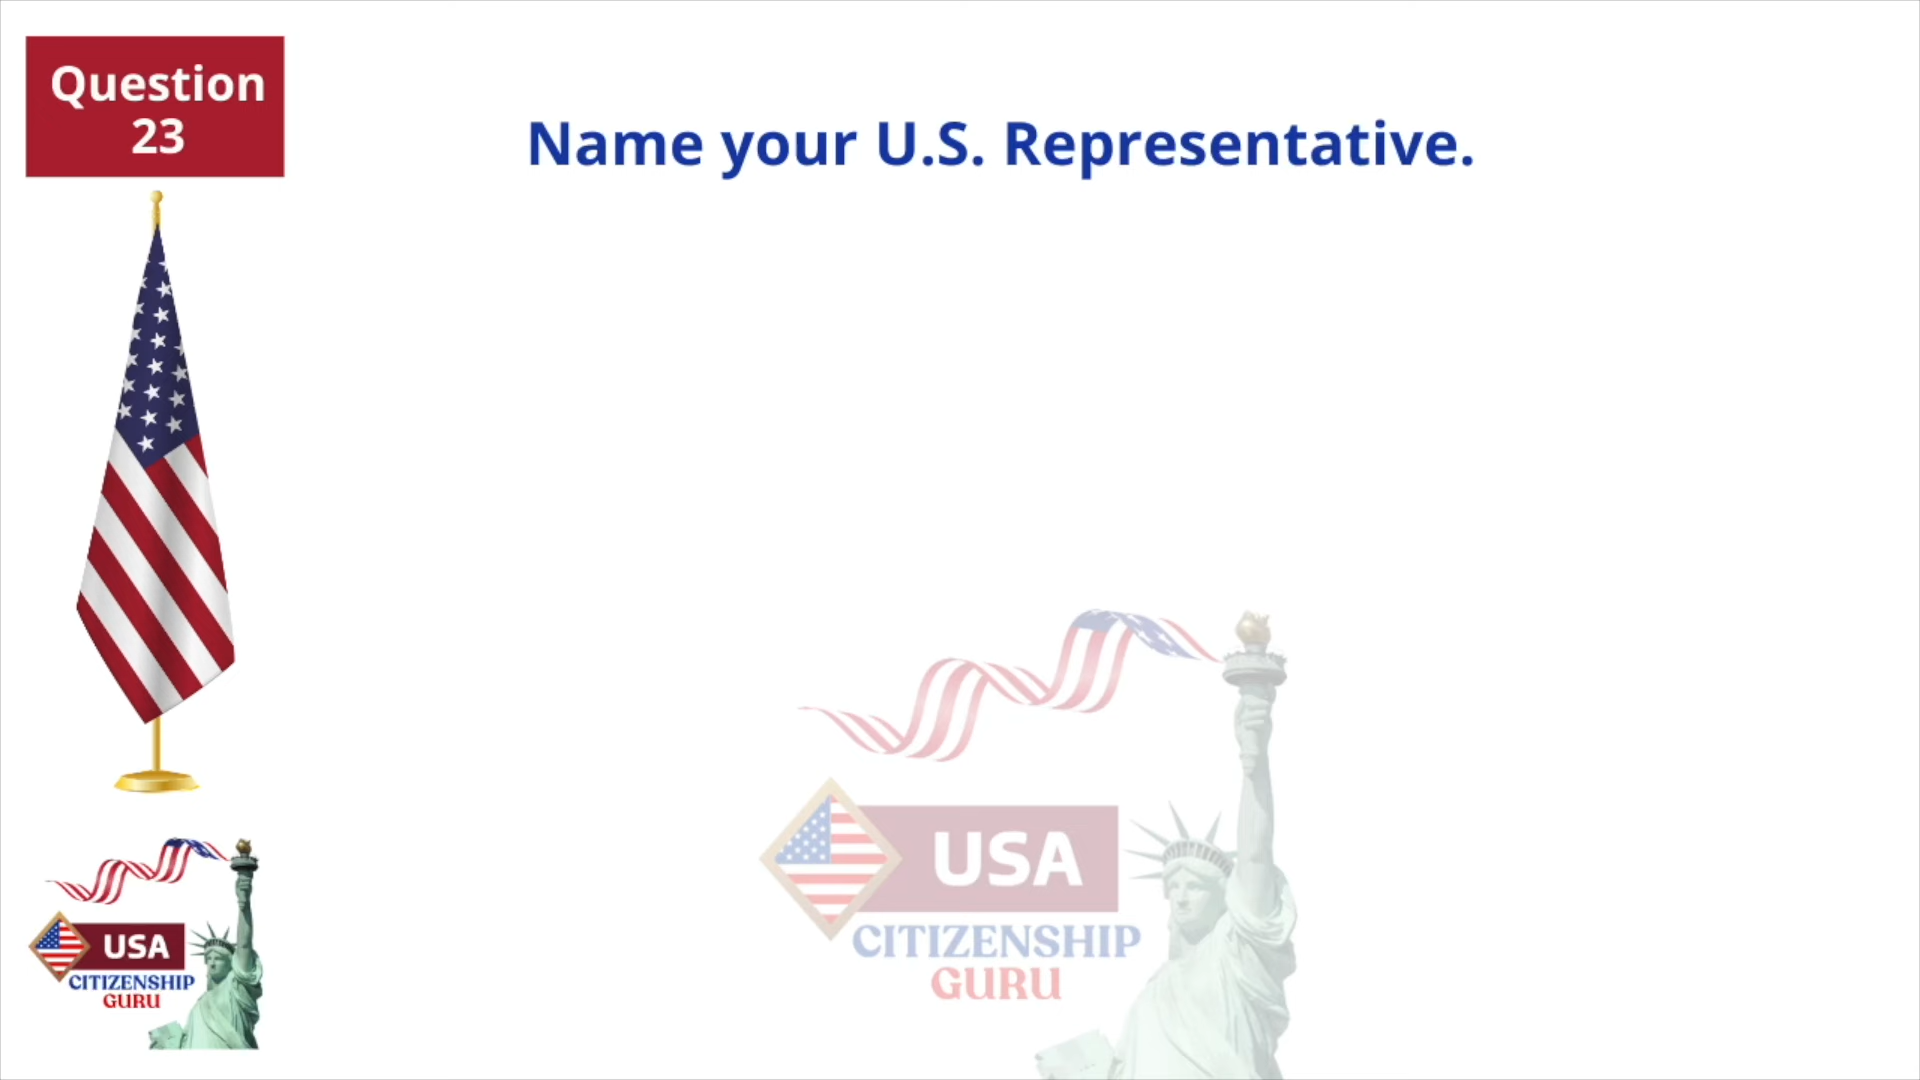 Question
23
Name your U.S. Representative.
USA
CITIZENSHIP
GURU
USA
CITIZENSHIP
GURU